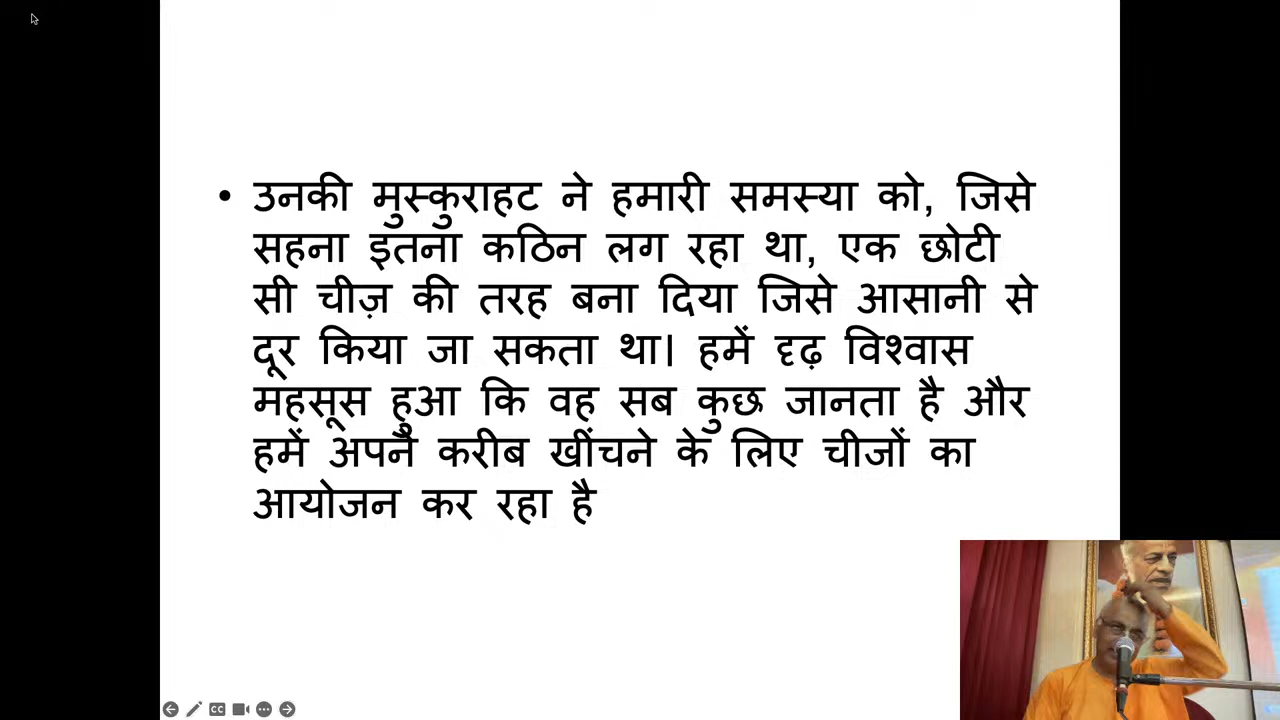 • उनकी मुस्कुराहट ने हमारी समस्या को, जिसे
सहना इतना कठिन लग रहा था, एक छोटी
सी चीज़ की तरह बना दिया जिसे आसानी से
दूर किया जा सकता था। हमें दृढ़ विश्वास
महसूस हुआ कि वह सब कुछ जानता है और
हमें अपने करीब खींचने के लिए चीजों का
आयोजन कर रहा है
CC